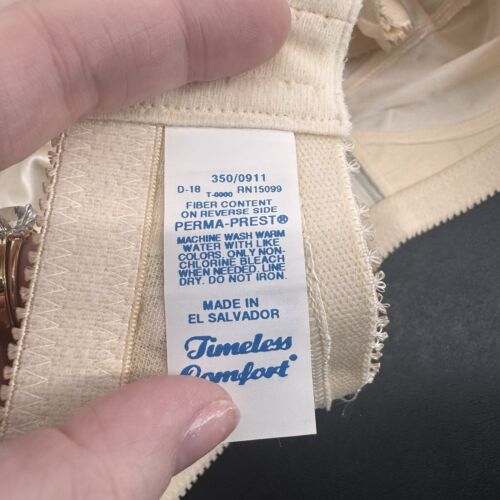 350/0911
D-18 T-0000 RN15099
FIBER CONTENT
ON REVERSE SIDE
PERMA-PREST®
MACHINE WASH WARM
WATER WITH LIKE
COLORS, ONLY NON-
CHLORINE BLEACH
WHEN NEEDED. LINE
DRY. DO NOT IRON.
MADE IN
EL SALVADOR
Timeless
Comfort